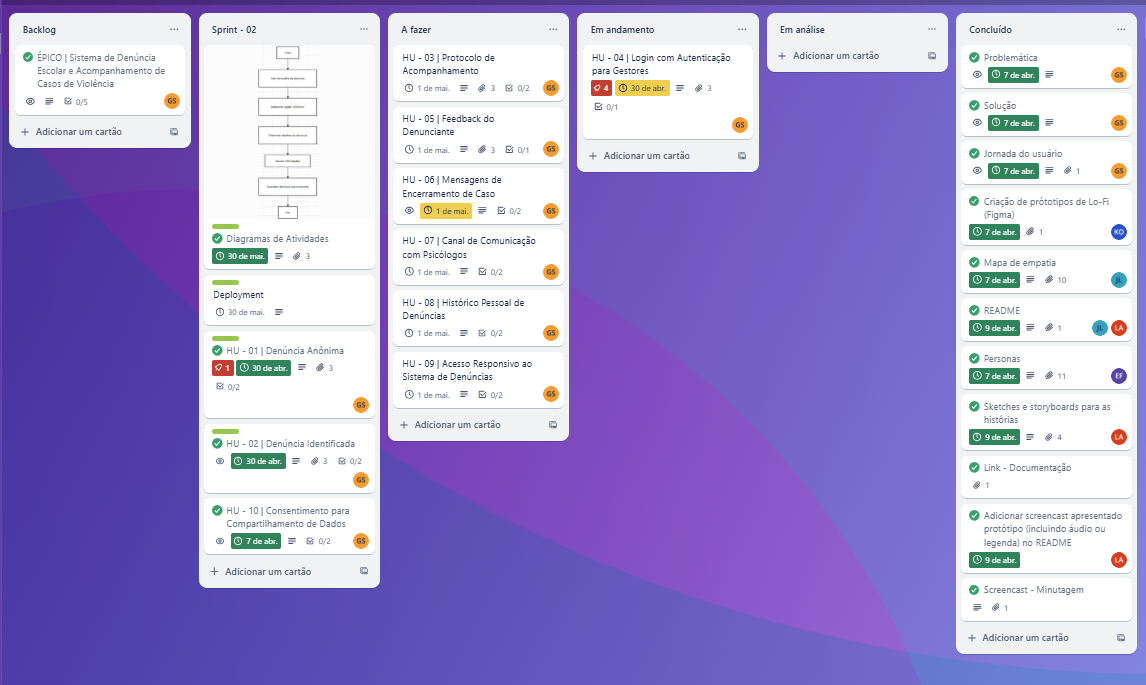 Backlog
ÉPICO | Sistema de Denúncia
Escolar e Acompanhamento de
Casos de Violência
0/5
GS
+ Adicionar um cartão
Sprint - 02
Diagramas de Atividades
30 de mai.
3
Deployment
30 de mai.
HU - 01 | Denúncia Anônima
1
30 de abr.
3
0/2
GS
HU - 02 | Denúncia Identificada
30 de abr.
3
0/2
GS
HU - 10 | Consentimento para
Compartilhamento de Dados
7 de abr.
0/2
GS
+ Adicionar um cartão
A fazer
HU - 03 | Protocolo de
Acompanhamento
1 de mai.
3
0/2
GS
HU - 05 | Feedback do
Denunciante
1 de mai.
3
0/1
GS
HU - 06 | Mensagens de
Encerramento de Caso
1 de mai.
0/2
GS
HU - 07 | Canal de Comunicação
com Psicólogos
1 de mai.
0/2
GS
HU - 08 | Histórico Pessoal de
Denúncias
1 de mai.
0/2
GS
HU - 09 | Acesso Responsivo ao
Sistema de Denúncias
1 de mai.
0/2
GS
+ Adicionar um cartão
Em andamento
HU - 04 | Login com Autenticação
para Gestores
4
30 de abr.
3
0/1
GS
+ Adicionar um cartão
Em análise
+ Adicionar um cartão
Concluído
Problemática
7 de abr.
GS
Solução
7 de abr.
GS
Jornada do usuário
7 de abr.
1
GS
Criação de prótotipos de Lo-Fi
(Figma)
7 de abr.
1
KO
Mapa de empatia
7 de abr.
10
JL
README
9 de abr.
1
JL
LA
Personas
7 de abr.
11
EF
Sketches e storyboards para as
histórias
9 de abr.
4
LA
Link - Documentação
1
Adicionar screencast apresentado
protótipo (incluindo áudio ou
legenda) no README
9 de abr.
LA
Screencast - Minutagem
1
+ Adicionar um cartão